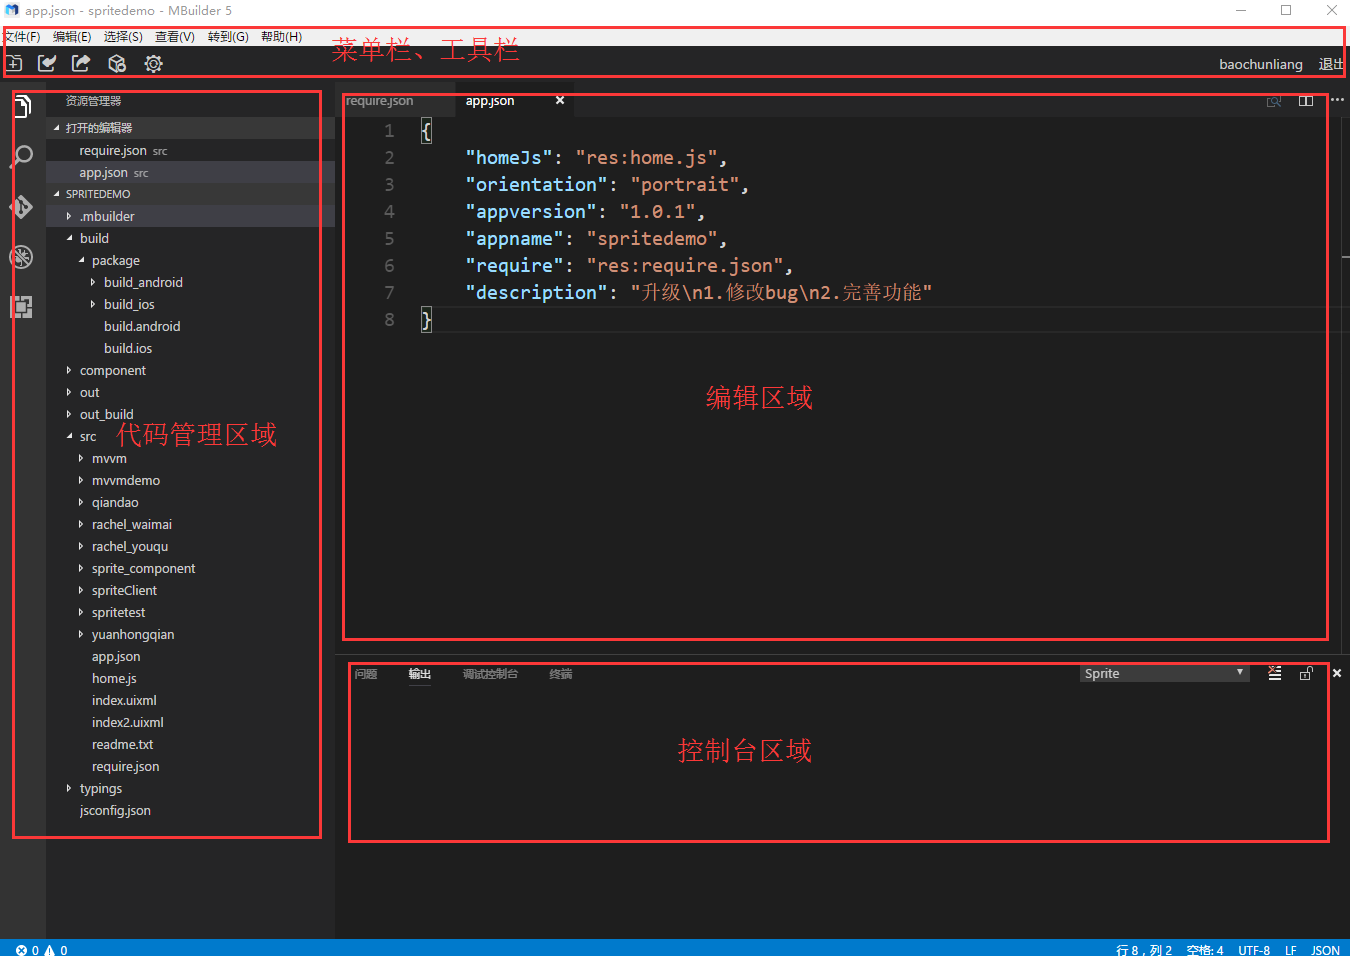 app.json - spritedemo - MBuilder 5
文件(F) 编辑(E) 选择(S) 查看(V) 转到(G) 帮助(H)
菜单栏、工具栏
baochunliang 退出
资源管理器
打开的编辑器
require.json src
app.json src
SPRITEDEMO
.mbuilder
build
package
build_android
build_ios
build.android
build.ios
component
out
out_build
src
代码管理区域
mvvm
mvvmdemo
qiandao
rachel_waimai
rachel_youqu
sprite_component
spriteClient
spritetest
yuanhongqian
app.json
home.js
index.uixml
index2.uixml
readme.txt
require.json
typings
jsconfig.json
require.json app.json
1 {
2 "homeJs": "res:home.js",
3 "orientation": "portrait",
4 "appversion": "1.0.1",
5 "appname": "spritedemo",
6 "require": "res:require.json",
7 "description": "升级\n1.修改bug\n2.完善功能"
8 }
编辑区域
问题 输出 调试控制台 终端 Sprite
控制台区域
0 0 行 8，列 2 空格: 4 UTF-8 LF JSON